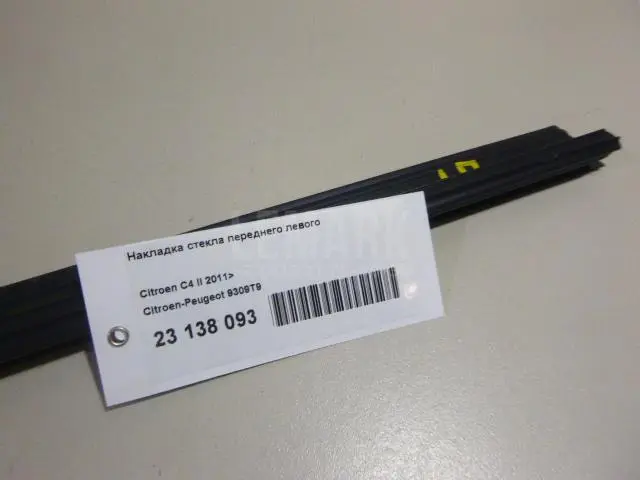 Накладка стекла переднего левого
Citroen C4 II 2011>
Citroen-Peugeot 9309T9
23 138 093